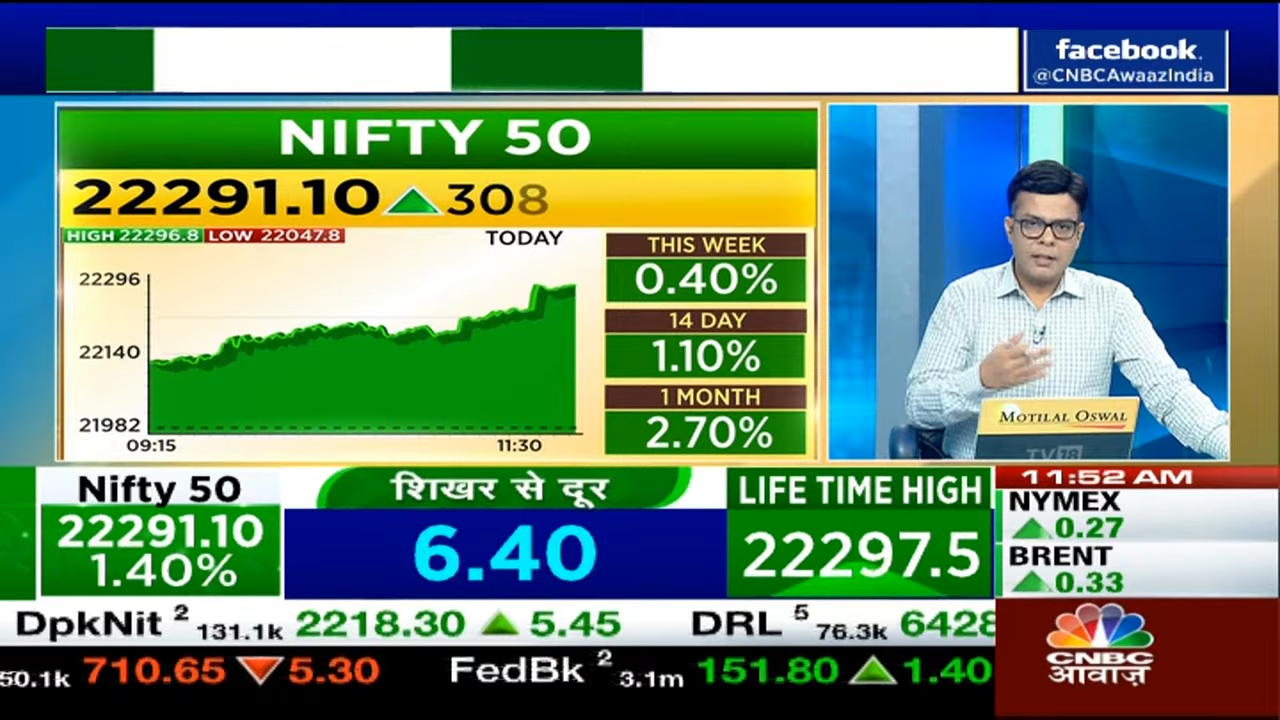 facebook.
@CNBCAwaazIndia
NIFTY 50
22291.10 308
HIGH 22296.8 LOW 22047.8
TODAY
22296
22140
21982
09:15 11:30
THIS WEEK
0.40%
14 DAY
1.10%
1 MONTH
2.70%
MOTILAL OSWAL
TV18
Nifty 50
22291.10
1.40%
शिखर से दूर
6.40
LIFE TIME HIGH
22297.5
11:52 AM
NYMEX
0.27
BRENT
0.33
DpkNit 2 131.1k 2218.30 5.45 DRL 5 76.3k 6428
50.1k 710.65 5.30 FedBk 2 3.1m 151.80 1.40
CNBC
आवाज़